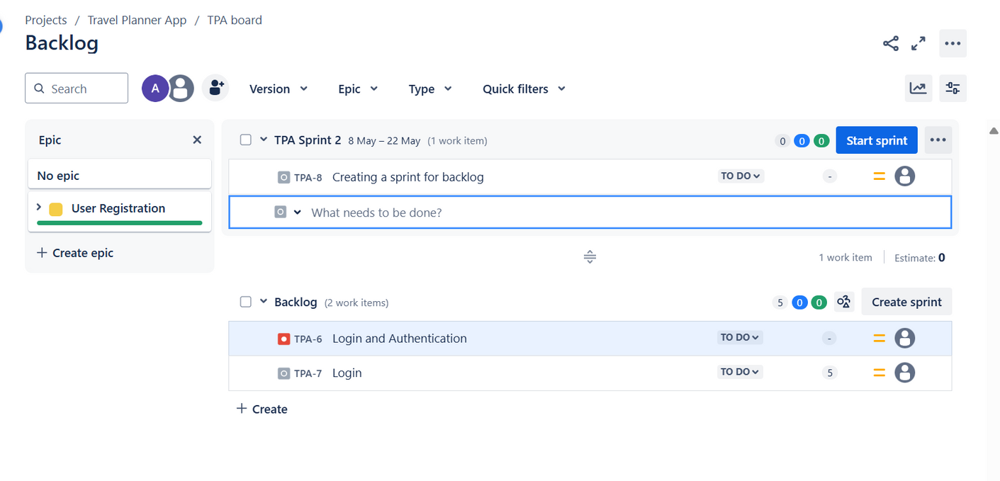 Projects / Travel Planner App / TPA board
Backlog
Search
A
Version
Epic
Type
Quick filters
Epic
No epic
User Registration
Create epic
TPA Sprint 2 8 May – 22 May (1 work item)
0 0 0
Start sprint
TPA-8 Creating a sprint for backlog TO DO -
What needs to be done?
1 work item Estimate: 0
Backlog (2 work items)
5 0 0
Create sprint
TPA-6 Login and Authentication TO DO -
TPA-7 Login TO DO 5
Create